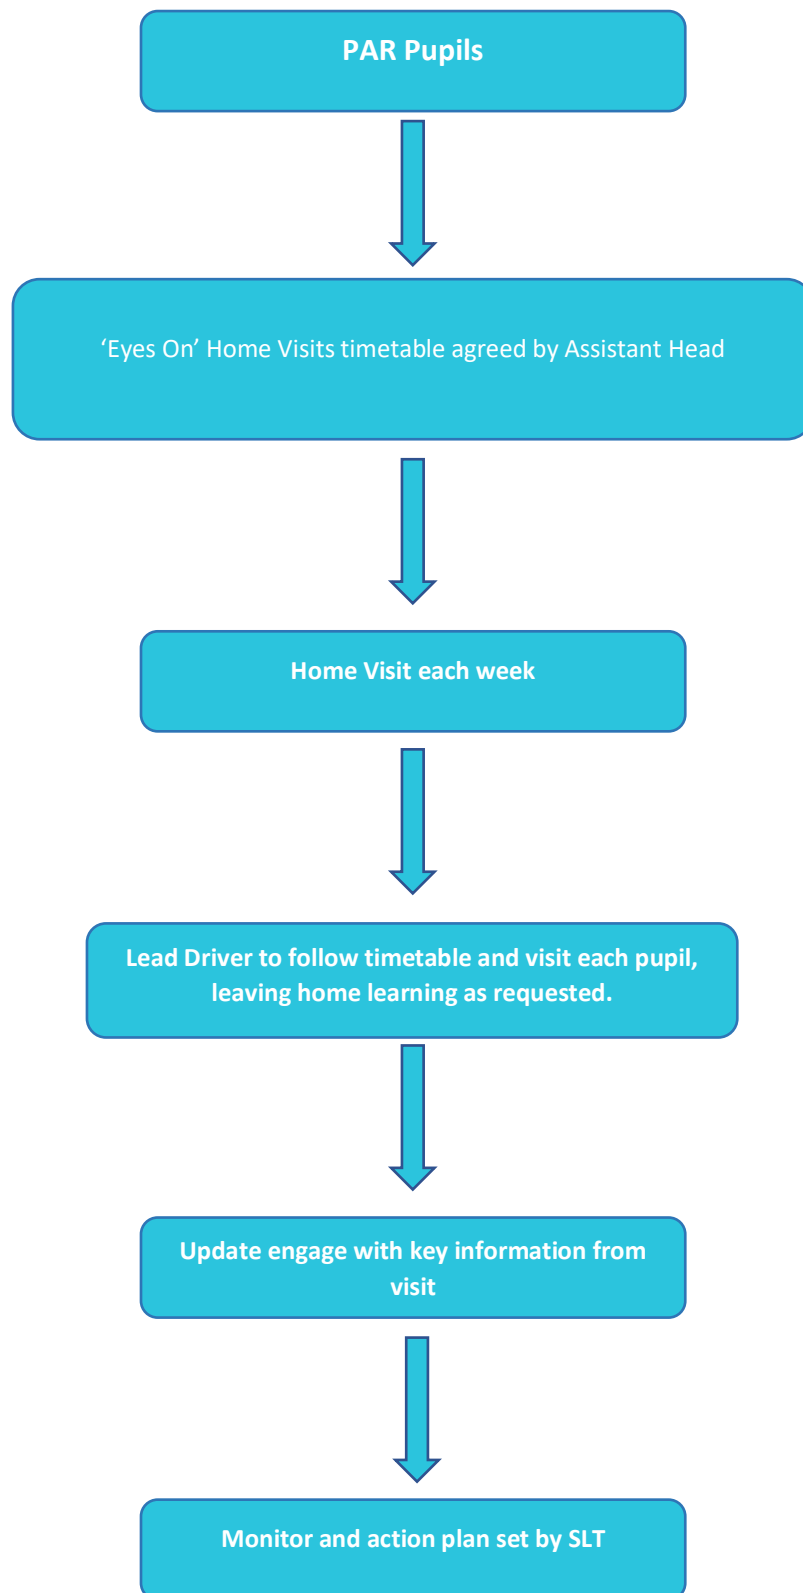 PAR Pupils
‘Eyes On’ Home Visits timetable agreed by Assistant Head
Home Visit each week
Lead Driver to follow timetable and visit each pupil,
leaving home learning as requested.
Update engage with key information from
visit
Monitor and action plan set by SLT